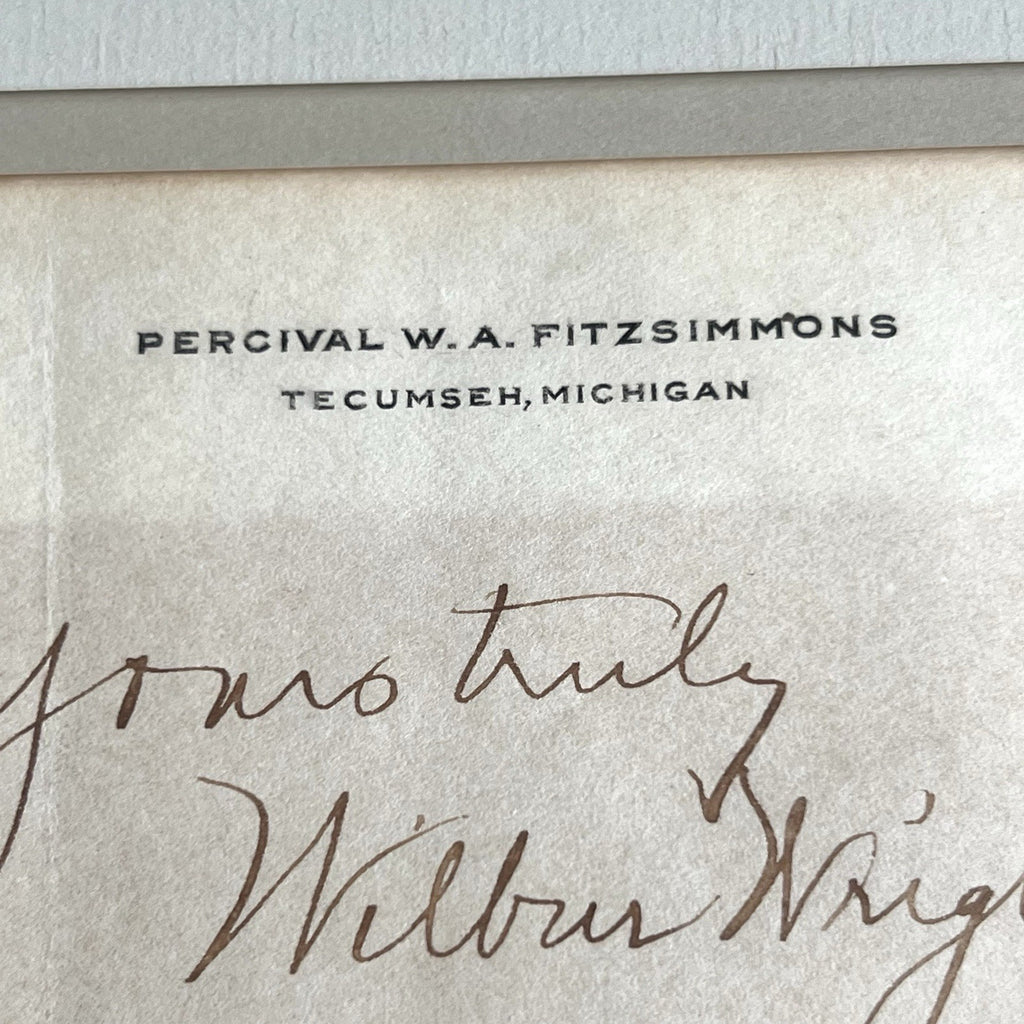 PERCIVAL W. A. FITZSIMMONS
TECUMSEH, MICHIGAN
Yours truly
Wilbur Wrig